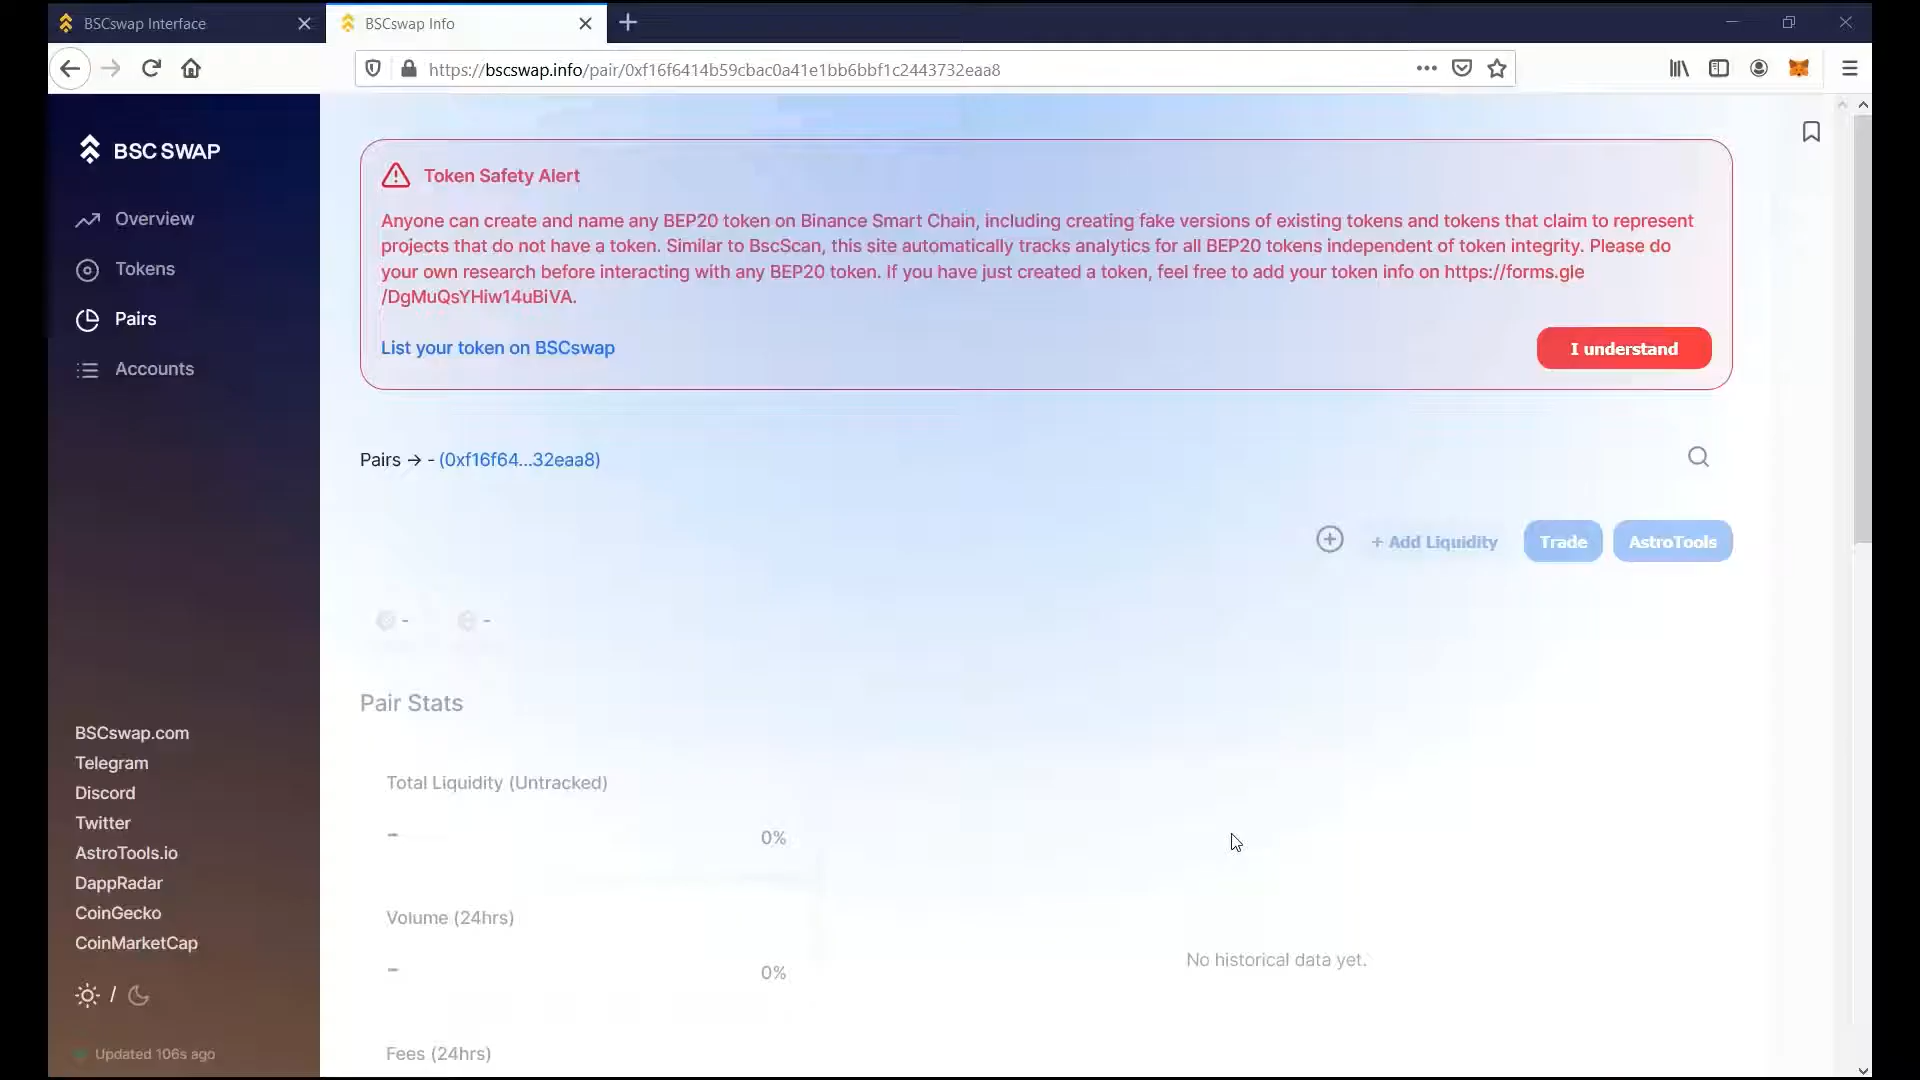 BSCswap Interface
BSCswap Info
https://bscswap.info/pair/0xf16f6414b59cbac0a41e1bb6bbf1c2443732eaa8
BSC SWAP
Overview
Tokens
Pairs
Accounts
BSCswap.com
Telegram
Discord
Twitter
AstroTools.io
DappRadar
CoinGecko
CoinMarketCap
/
Updated 106s ago
Token Safety Alert
Anyone can create and name any BEP20 token on Binance Smart Chain, including creating fake versions of existing tokens and tokens that claim to represent
projects that do not have a token. Similar to BscScan, this site automatically tracks analytics for all BEP20 tokens independent of token integrity. Please do
your own research before interacting with any BEP20 token. If you have just created a token, feel free to add your token info on https://forms.gle
/DgMuQsYHiw14uBiVA.
List your token on BSCswap
I understand
Pairs → - (0xf16f64...32eaa8)
+ Add Liquidity
Trade
AstroTools
-
-
Pair Stats
Total Liquidity (Untracked)
-
0%
Volume (24hrs)
-
0%
No historical data yet.
Fees (24hrs)